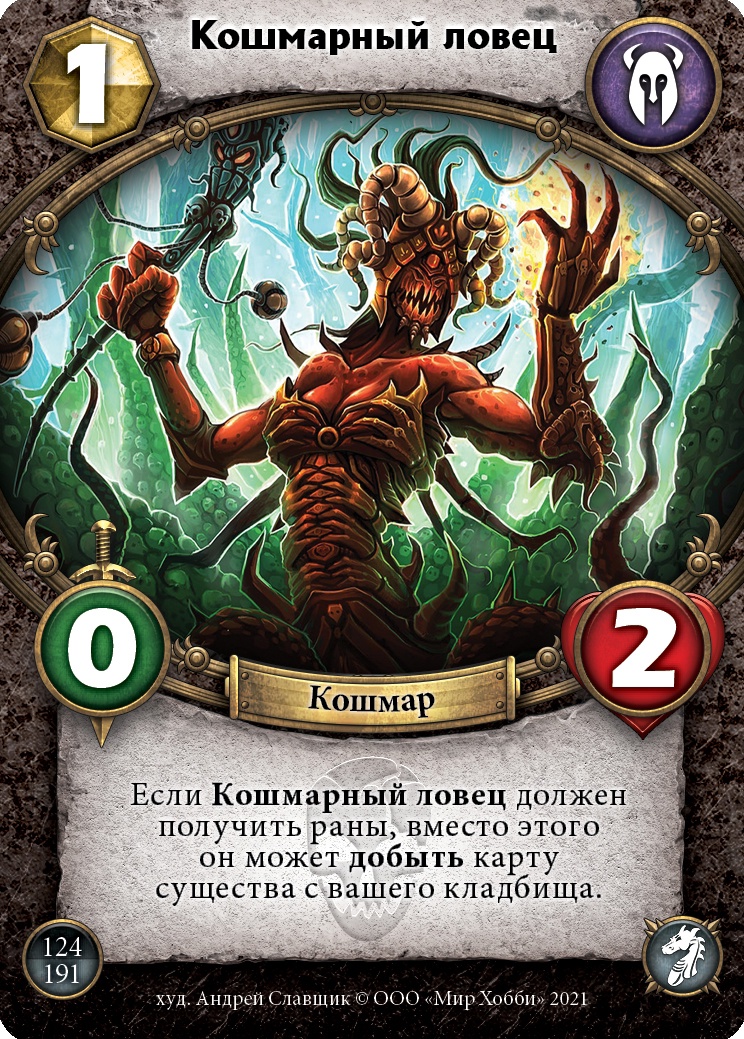 Кошмарный ловец
1
0
2
Кошмар
Если Кошмарный ловец должен
получить раны, вместо этого
он может добыть карту
существа с вашего кладбища.
124
191
худ. Андрей Славщик © ООО «Мир Хобби» 2021